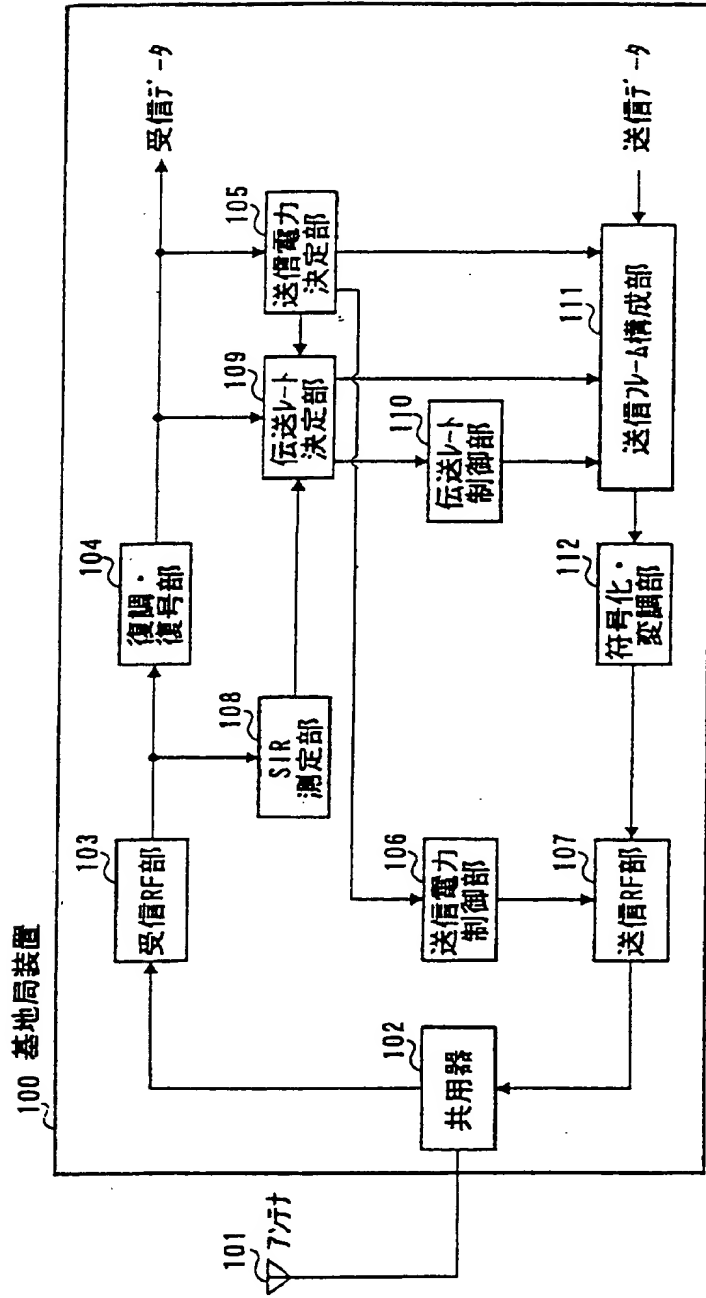 100 基地局装置
101
アンテナ
102
共用器
103
受信RF部
104
復調・
復号部
受信データ
108
SIR
測定部
109
伝送レート
決定部
105
送信電力
決定部
106
送信電力
制御部
110
伝送レート
制御部
107
送信RF部
112
符号化・
変調部
111
送信フレーム構成部
送信データ